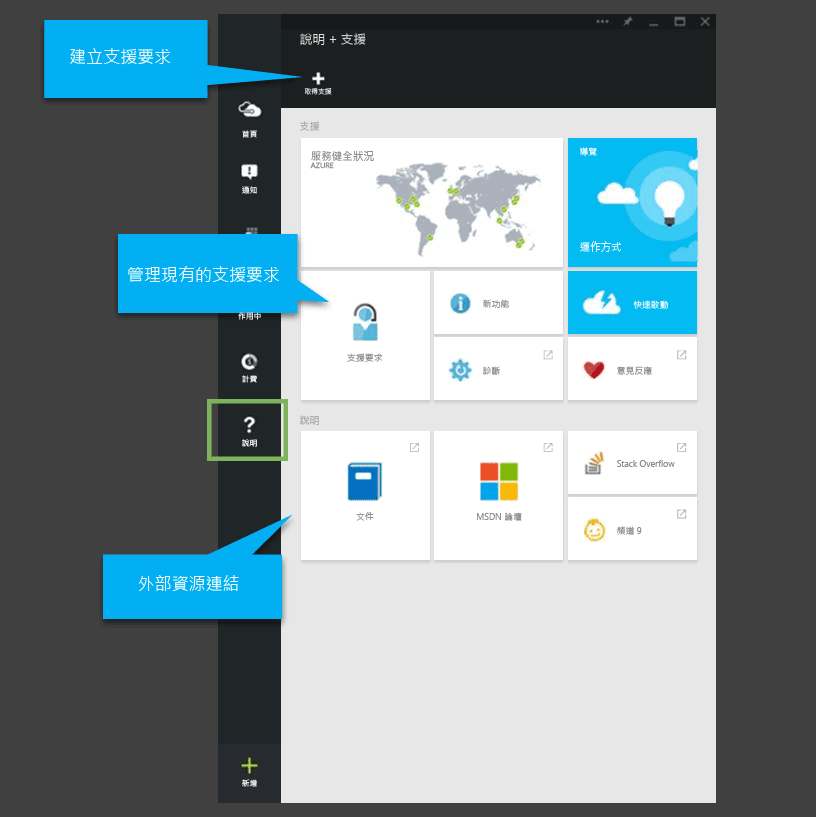 建立支援要求
說明 + 支援
取得支援
首頁
通知
管理現有的支援要求
作用中
計費
說明
外部資源連結
新增
支援
服務健全狀況
AZURE
導覽
運作方式
支援要求
新功能
快速啟動
診斷
意見反應
說明
文件
MSDN 論壇
Stack Overflow
頻道 9